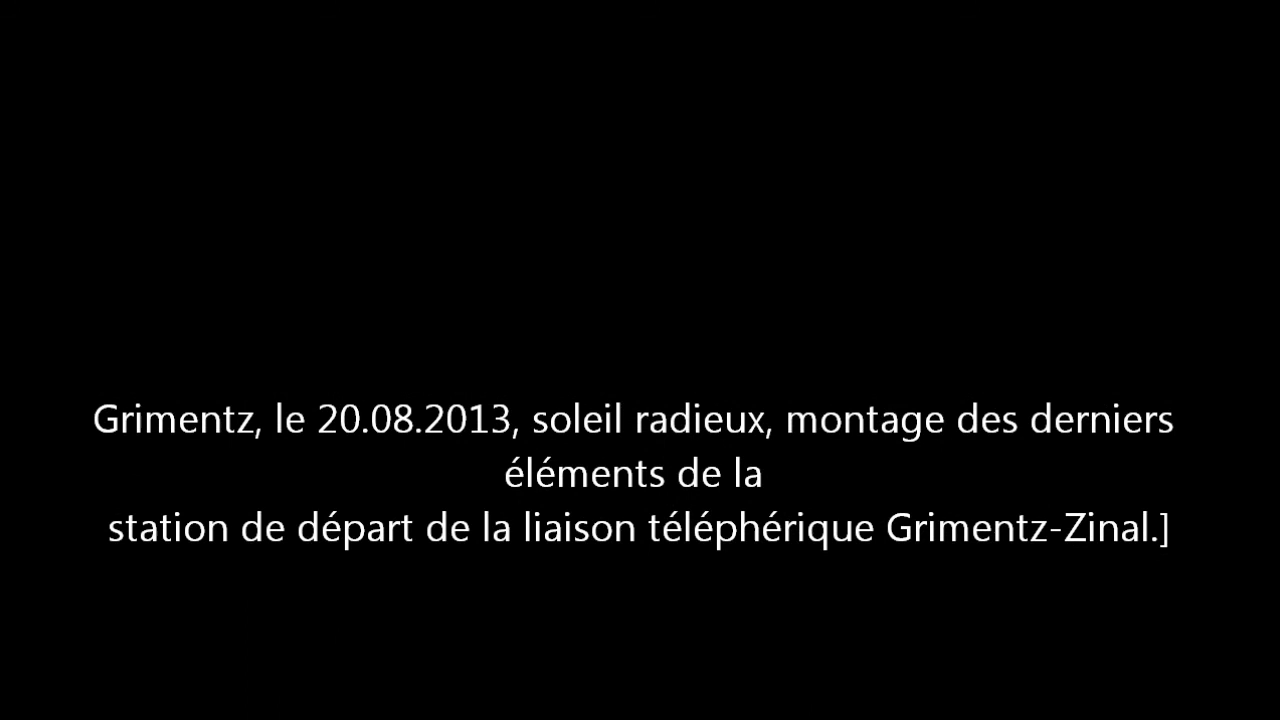 Grimentz, le 20.08.2013, soleil radieux, montage des derniers
éléments de la
station de départ de la liaison téléphérique Grimentz-Zinal.]